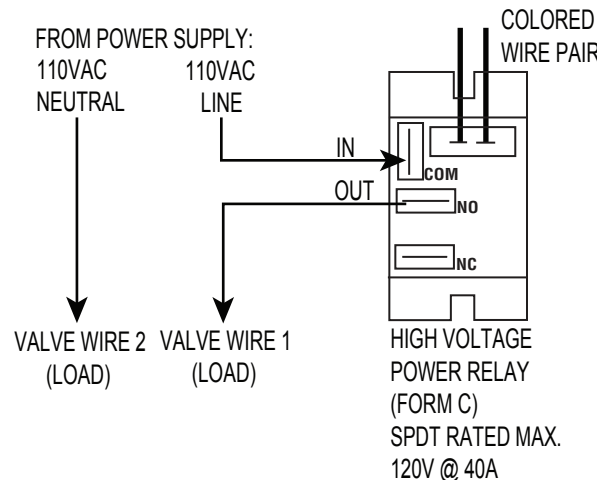 FROM POWER SUPPLY:
110VAC
NEUTRAL
110VAC
LINE
COLORED
WIRE PAIR
IN
COM
OUT
NO
NC
VALVE WIRE 2
(LOAD)
VALVE WIRE 1
(LOAD)
HIGH VOLTAGE
POWER RELAY
(FORM C)
SPDT RATED MAX.
120V @ 40A